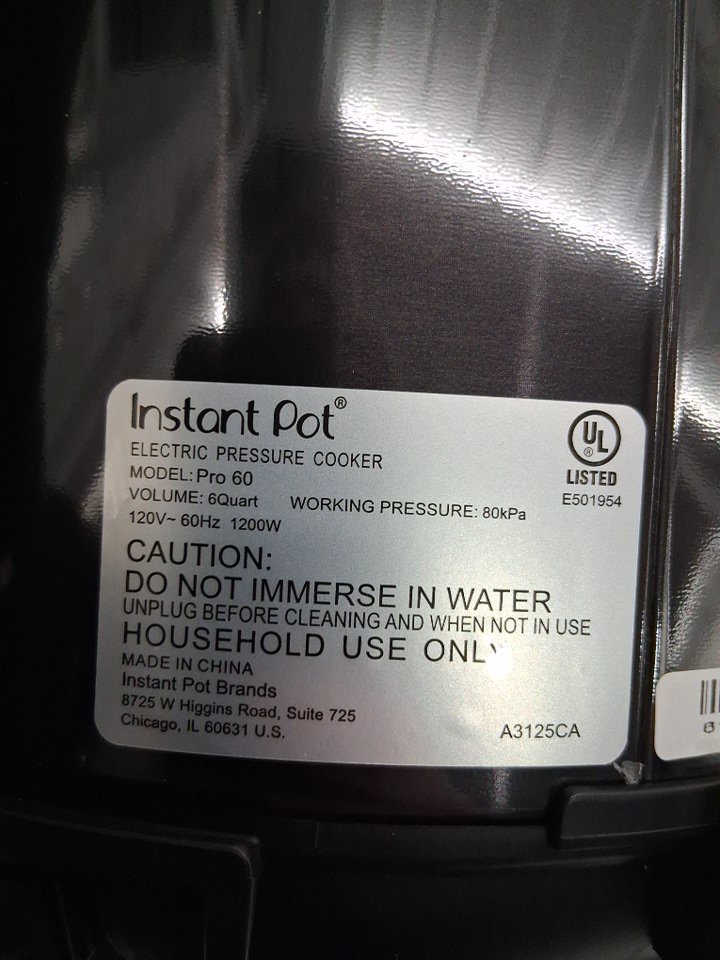 Instant Pot®
ELECTRIC PRESSURE COOKER
MODEL: Pro 60
VOLUME: 6Quart WORKING PRESSURE: 80kPa
120V~ 60Hz 1200W
UL®
LISTED
E501954
CAUTION:
DO NOT IMMERSE IN WATER
UNPLUG BEFORE CLEANING AND WHEN NOT IN USE
HOUSEHOLD USE ONLY
MADE IN CHINA
Instant Pot Brands
8725 W Higgins Road, Suite 725
Chicago, IL 60631 U.S.
A3125CA